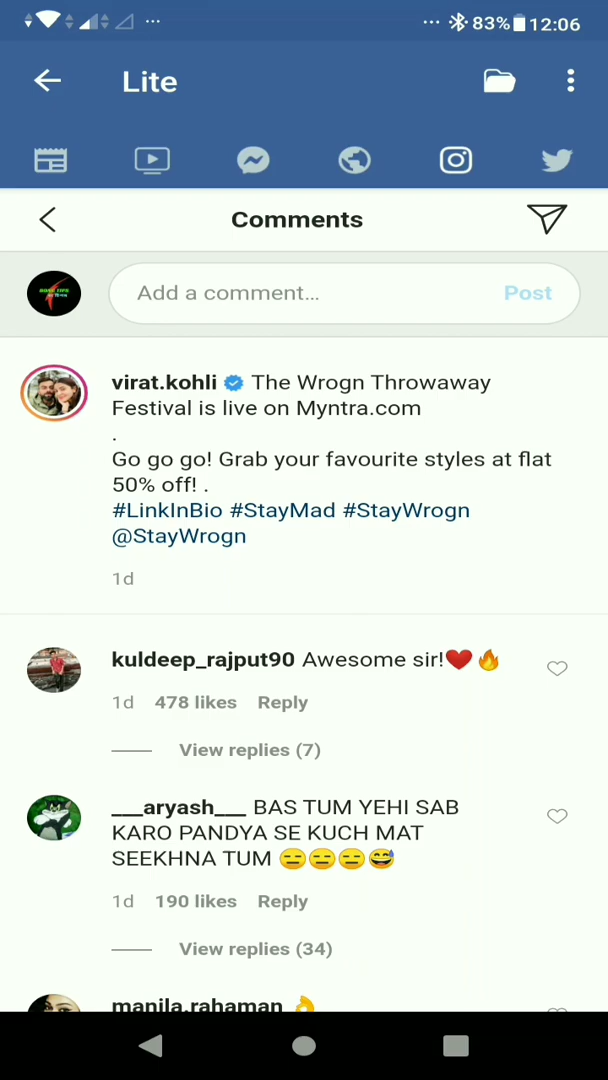 83% 12:06
Lite
Comments
Add a comment... Post
virat.kohli The Wrogn Throwaway
Festival is live on Myntra.com
.
Go go go! Grab your favourite styles at flat
50% off! .
#LinkInBio #StayMad #StayWrogn
@StayWrogn
1d
kuldeep_rajput90 Awesome sir!❤️🔥
1d 478 likes Reply
View replies (7)
___aryash___ BAS TUM YEHI SAB
KARO PANDYA SE KUCH MAT
SEEKHNA TUM 😑😑😑😅
1d 190 likes Reply
View replies (34)
manila.rahaman 👌